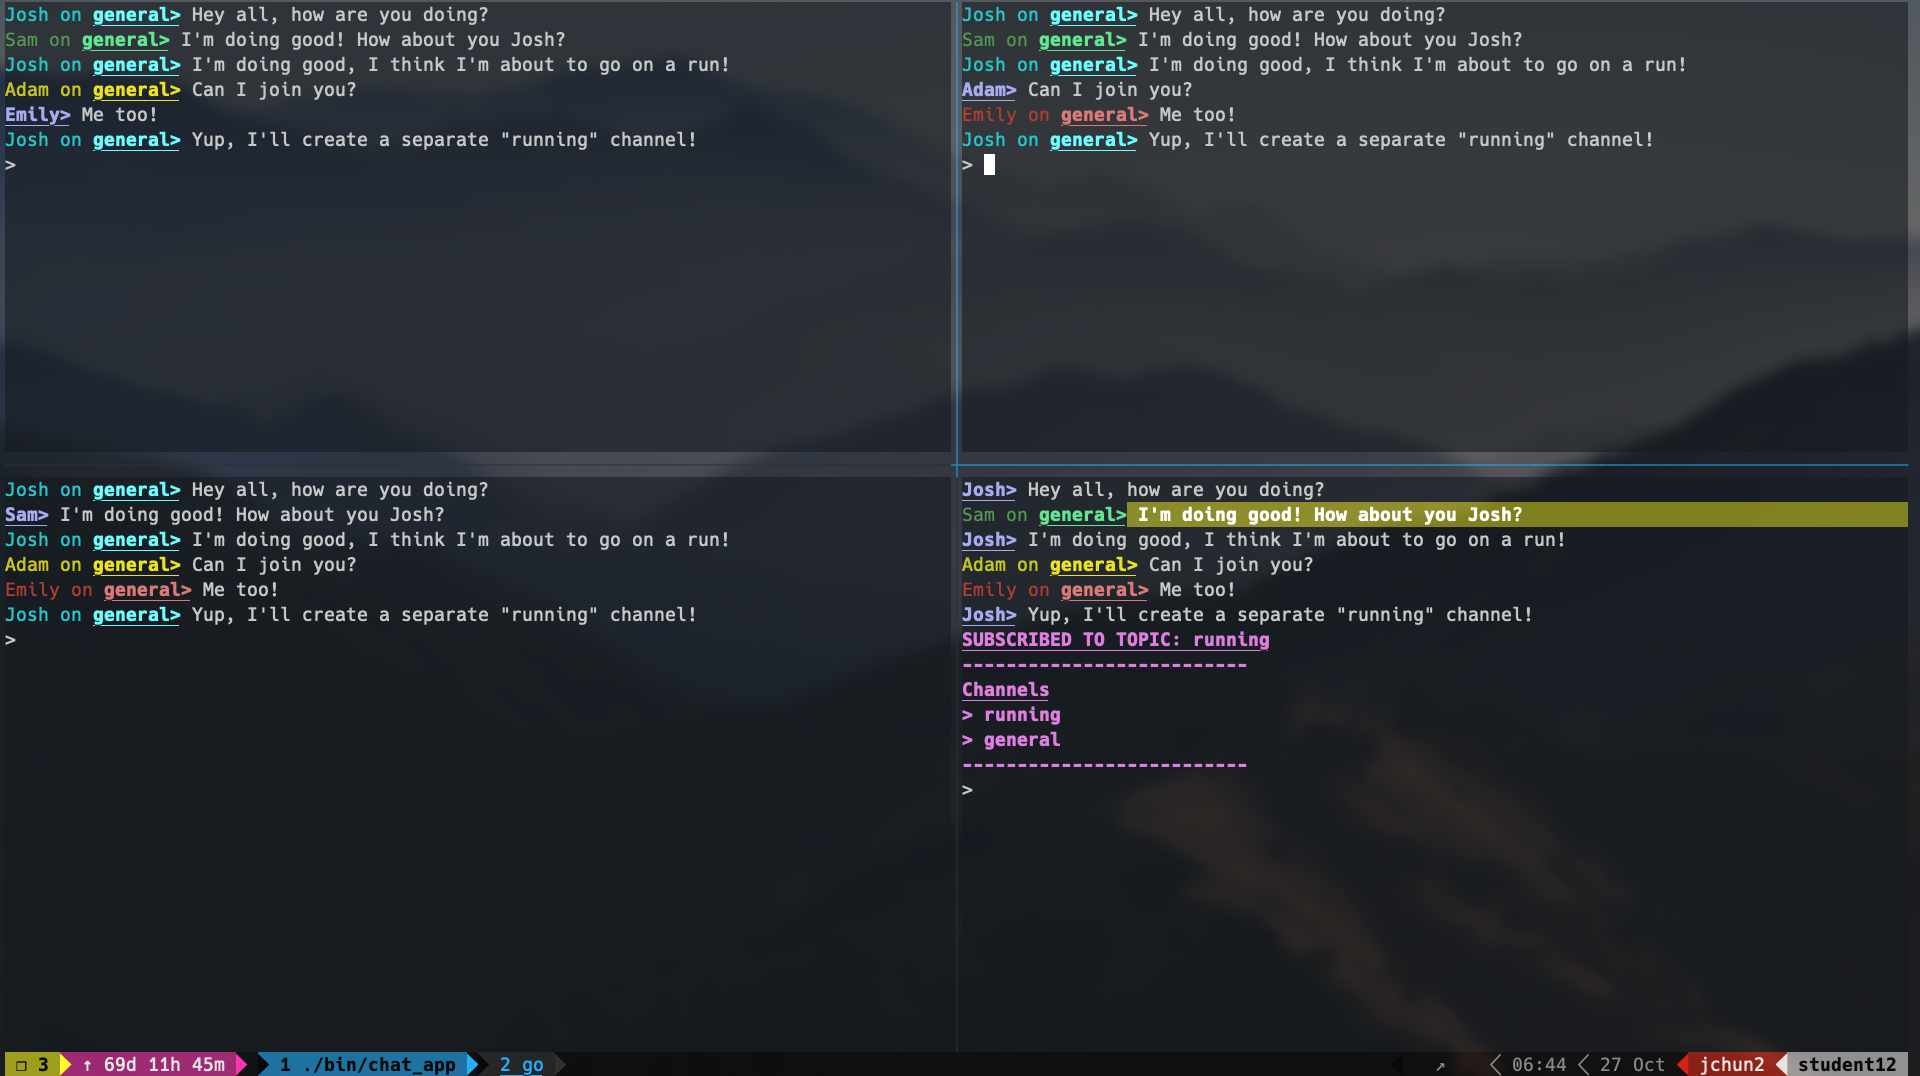 Josh on general> Hey all, how are you doing?
Sam on general> I'm doing good! How about you Josh?
Josh on general> I'm doing good, I think I'm about to go on a run!
Adam on general> Can I join you?
Emily> Me too!
Josh on general> Yup, I'll create a separate "running" channel!
>
Josh on general> Hey all, how are you doing?
Sam on general> I'm doing good! How about you Josh?
Josh on general> I'm doing good, I think I'm about to go on a run!
Adam> Can I join you?
Emily on general> Me too!
Josh on general> Yup, I'll create a separate "running" channel!
>
Josh on general> Hey all, how are you doing?
Sam> I'm doing good! How about you Josh?
Josh on general> I'm doing good, I think I'm about to go on a run!
Adam on general> Can I join you?
Emily on general> Me too!
Josh on general> Yup, I'll create a separate "running" channel!
>
Josh> Hey all, how are you doing?
Sam on general> I'm doing good! How about you Josh?
Josh> I'm doing good, I think I'm about to go on a run!
Adam on general> Can I join you?
Emily on general> Me too!
Josh> Yup, I'll create a separate "running" channel!
SUBSCRIBED TO TOPIC: running
--------------------------
Channels
> running
> general
--------------------------
>
❐ 3 ↑ 69d 11h 45m 1 ./bin/chat_app 2 go ↗ 06:44 27 Oct jchun2 student12